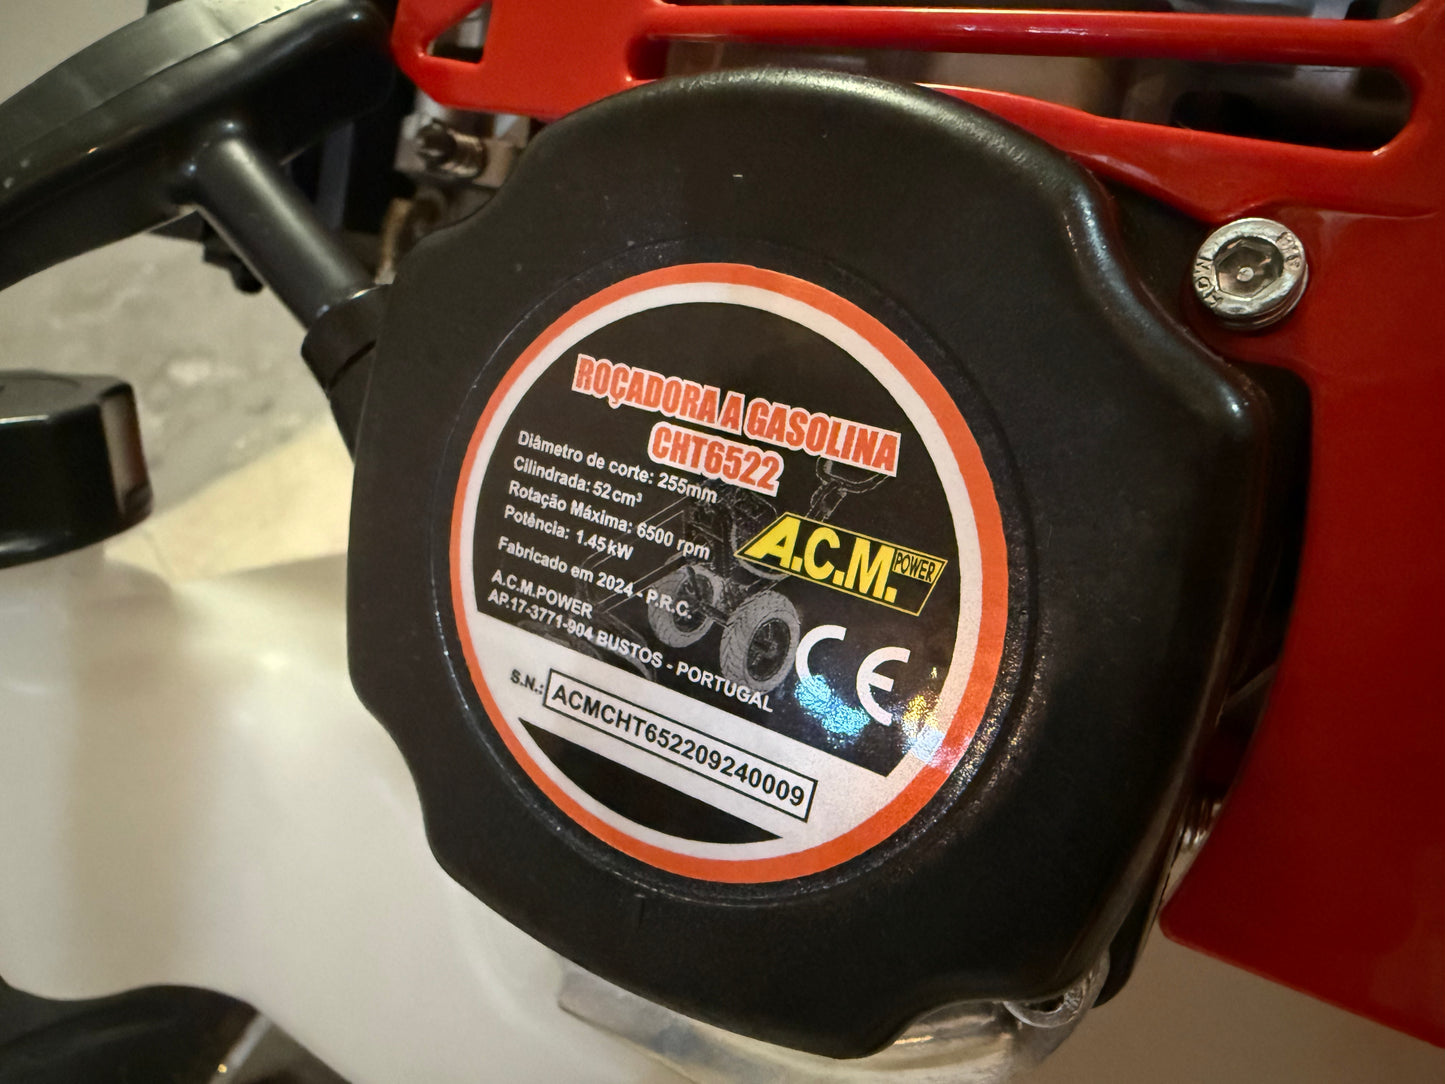 ROÇADORA A GASOLINA
CHT6522
Diâmetro de corte: 255mm
Cilindrada: 52 cm³
Rotação Máxima: 6500 rpm
Potência: 1.45 kW
Fabricado em 2024 - P.R.C.
A.C.M.POWER
AP.17-3771-904 BUSTOS - PORTUGAL
A.C.M. POWER
CE
S.N.: ACMCHT652209240009